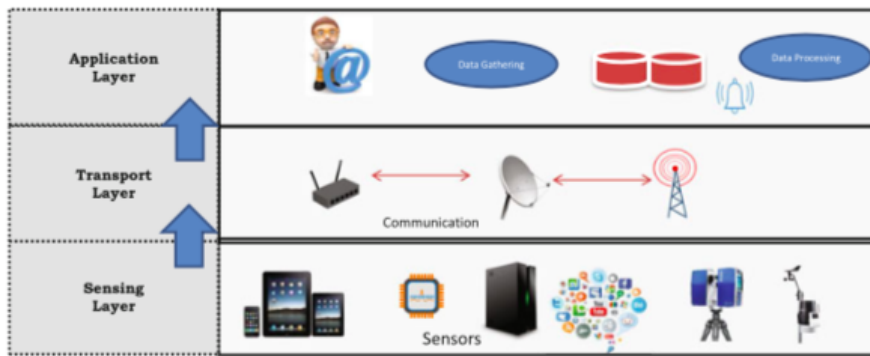 Application
Layer
Data Gathering
Data Processing
Transport
Layer
Communication
Sensing
Layer
Sensors